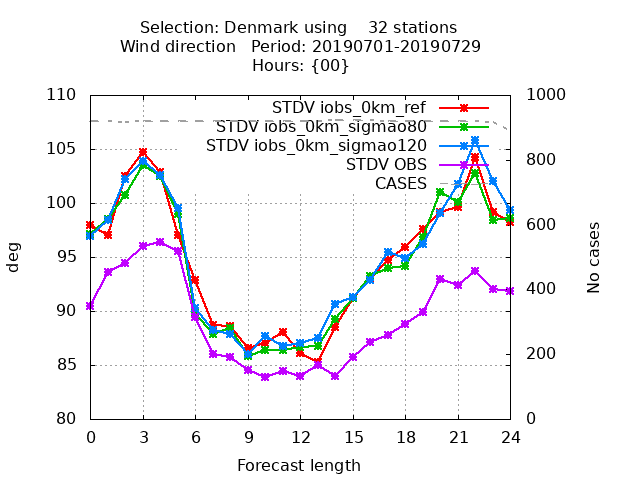 Selection: Denmark using    32 stations
Wind direction   Period: 20190701-20190729
Hours: {00}
110
105
100
95
90
85
80
deg
STDV iobs_0km_ref
STDV iobs_0km_sigmao80
STDV iobs_0km_sigmao120
STDV OBS
CASES
1000
800
600
400
200
0
No cases
0 3 6 9 12 15 18 21 24
Forecast length